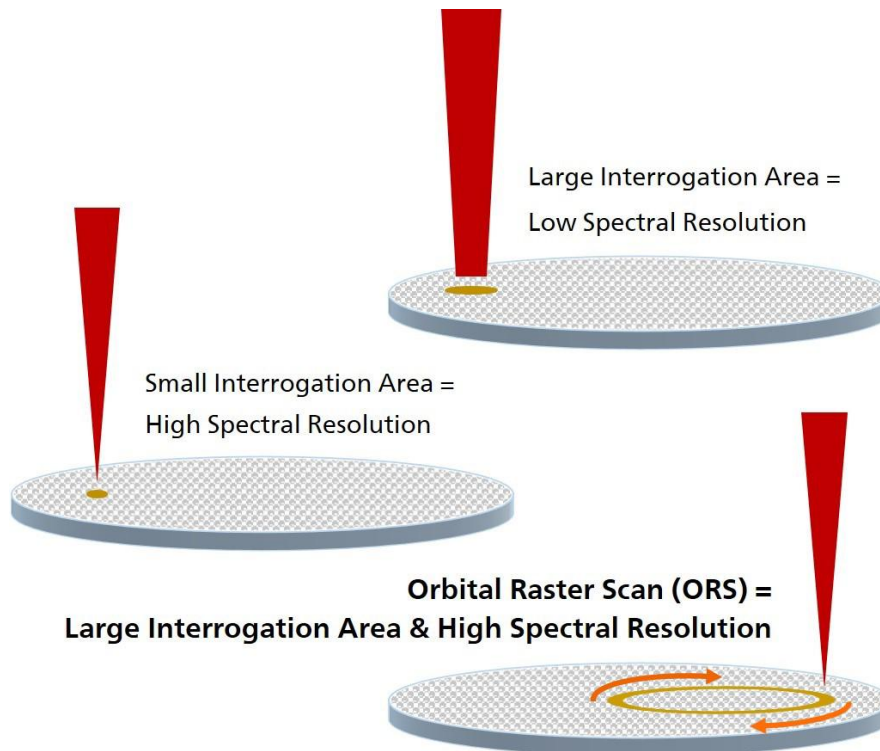 Large Interrogation Area =
Low Spectral Resolution
Small Interrogation Area =
High Spectral Resolution
Orbital Raster Scan (ORS) =
Large Interrogation Area & High Spectral Resolution